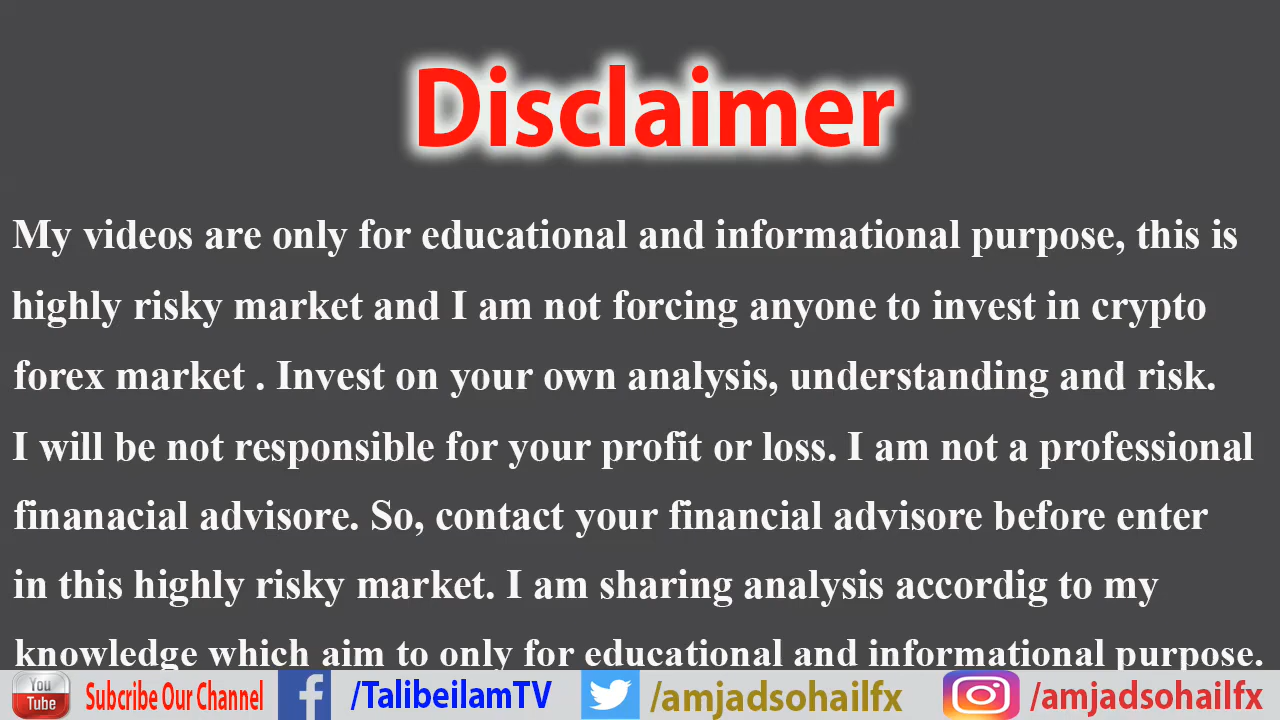 Disclaimer
My videos are only for educational and informational purpose, this is
highly risky market and I am not forcing anyone to invest in crypto
forex market . Invest on your own analysis, understanding and risk.
I will be not responsible for your profit or loss. I am not a professional
finanacial advisore. So, contact your financial advisore before enter
in this highly risky market. I am sharing analysis accordig to my
knowledge which aim to only for educational and informational purpose.
You Tube Subcribe Our Channel f /TalibeilamTV /amjadsohailfx /amjadsohailfx